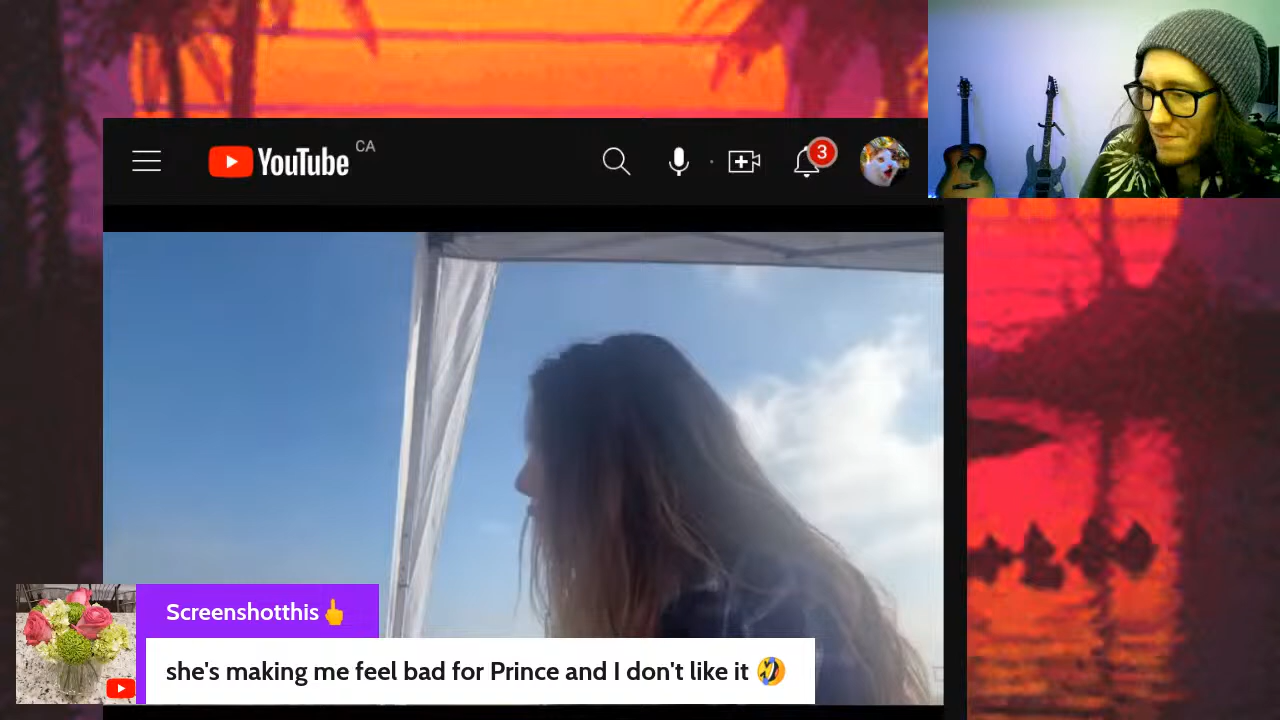 YouTube CA
3
Screenshotthis👆
she's making me feel bad for Prince and I don't like it 🤣